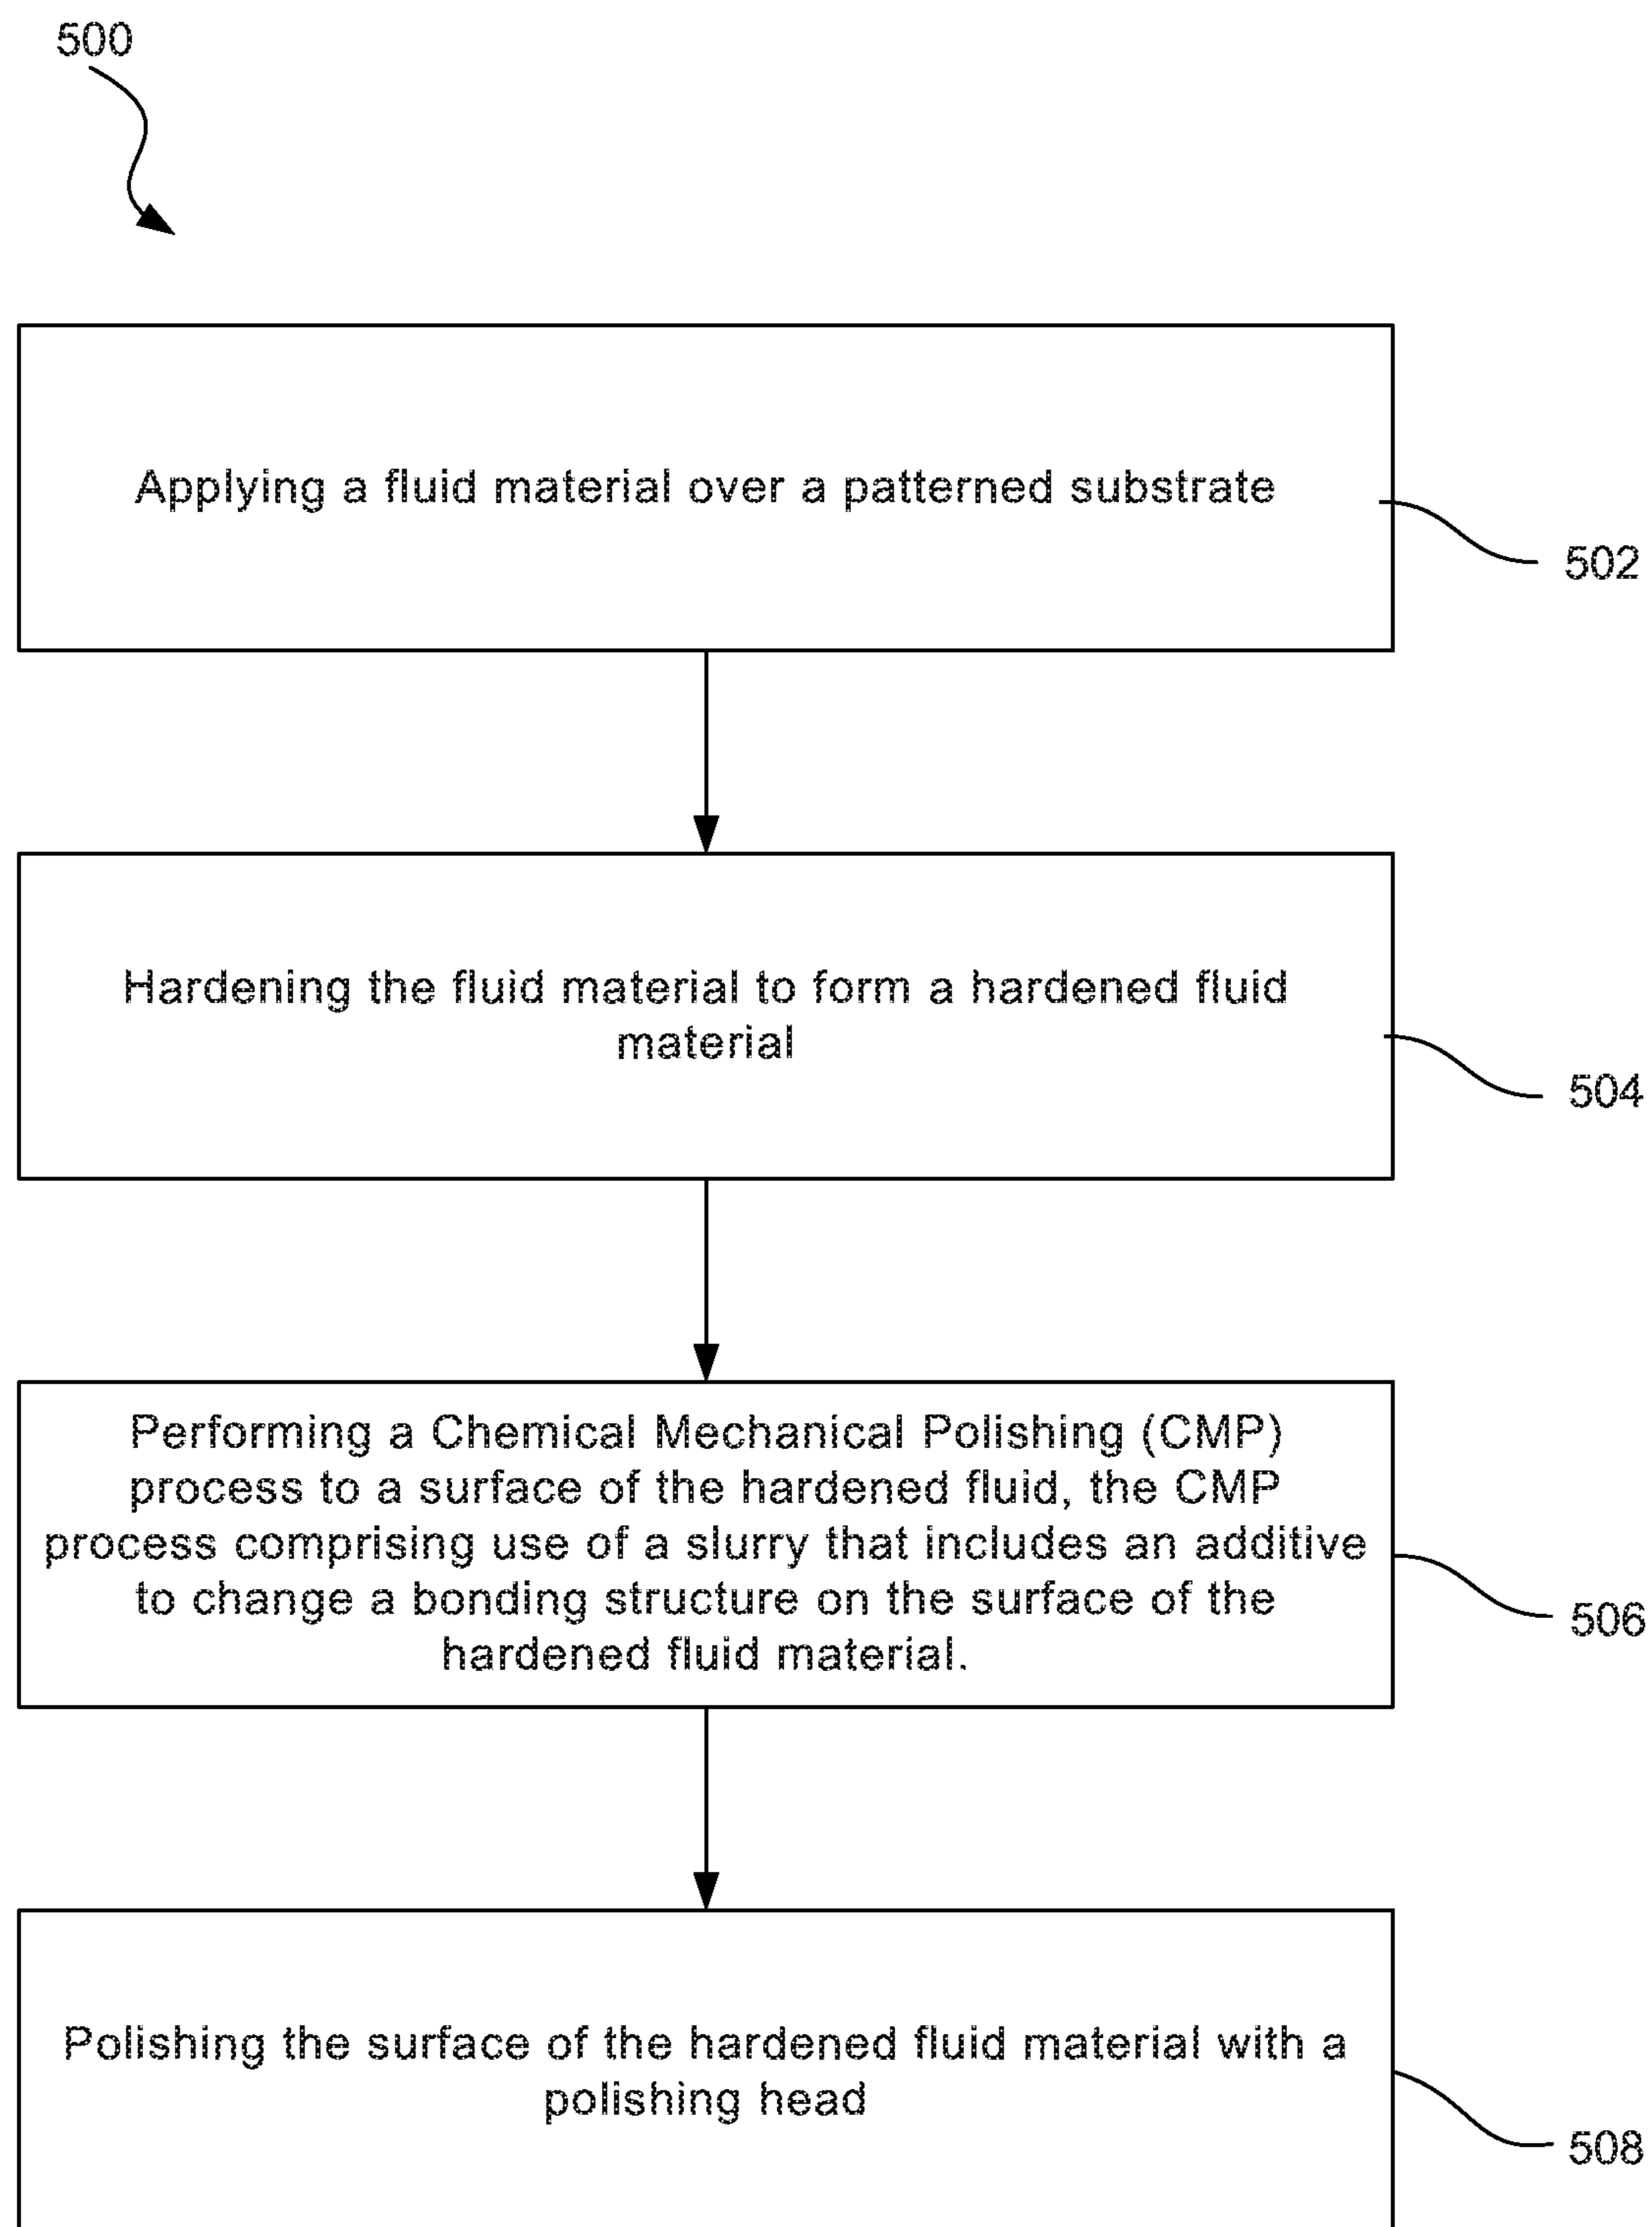 500
Applying a fluid material over a patterned substrate
502
Hardening the fluid material to form a hardened fluid
material
504
Performing a Chemical Mechanical Polishing (CMP)
process to a surface of the hardened fluid, the CMP
process comprising use of a slurry that includes an additive
to change a bonding structure on the surface of the
hardened fluid material.
506
Polishing the surface of the hardened fluid material with a
polishing head
508